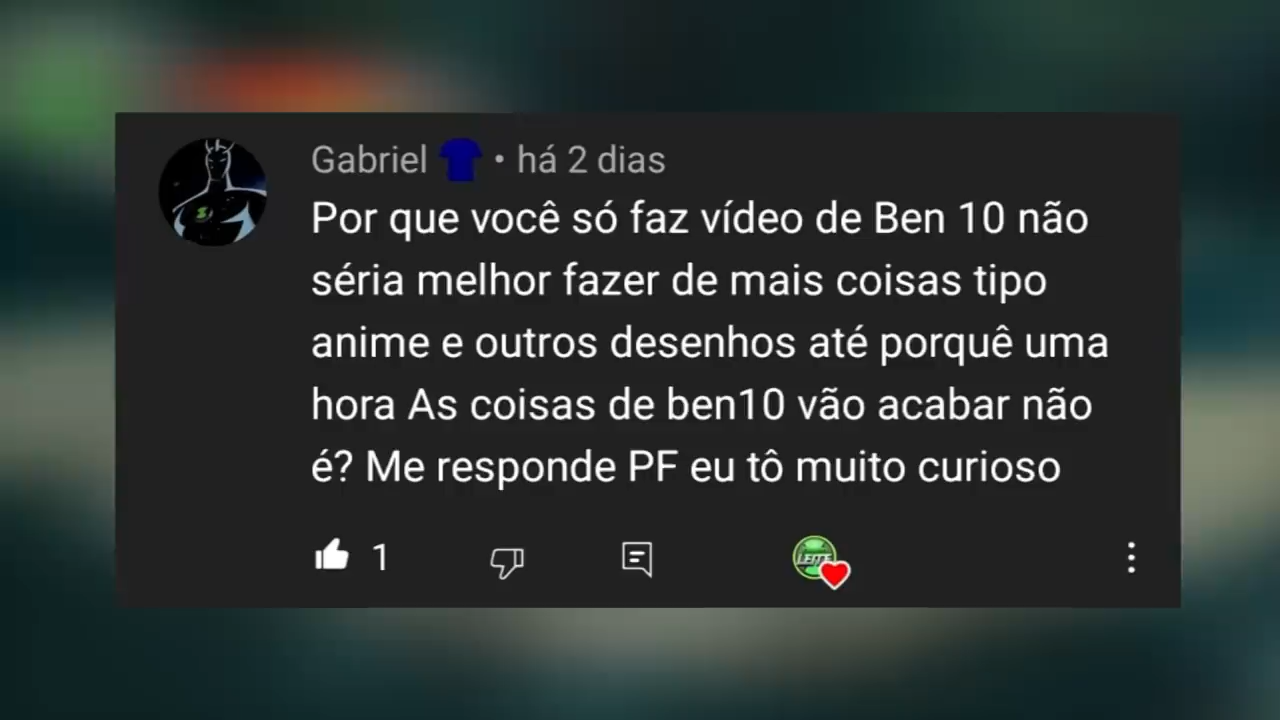 Gabriel • há 2 dias
Por que você só faz vídeo de Ben 10 não
séria melhor fazer de mais coisas tipo
anime e outros desenhos até porquê uma
hora As coisas de ben10 vão acabar não
é? Me responde PF eu tô muito curioso
1
LEITE